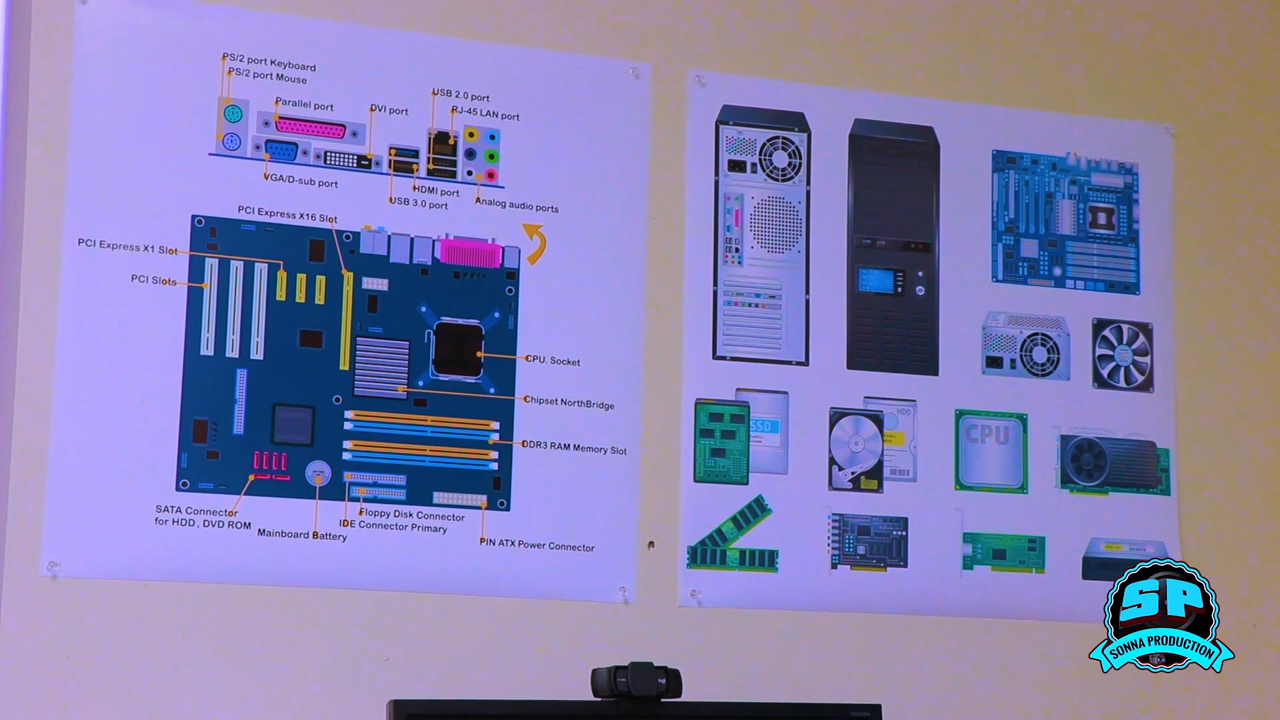 PS/2 port Keyboard
PS/2 port Mouse
Parallel port
DVI port
USB 2.0 port
RJ-45 LAN port
VGA/D-sub port
HDMI port
USB 3.0 port
Analog audio ports
PCI Express X16 Slot
PCI Express X1 Slot
PCI Slots
CPU. Socket
Chipset NorthBridge
DDR3 RAM Memory Slot
SATA Connector
for HDD, DVD ROM
Mainboard Battery
Floppy Disk Connector
IDE Connector Primary
PIN ATX Power Connector
SSD
HDD
CPU
SP
SONNA PRODUCTION